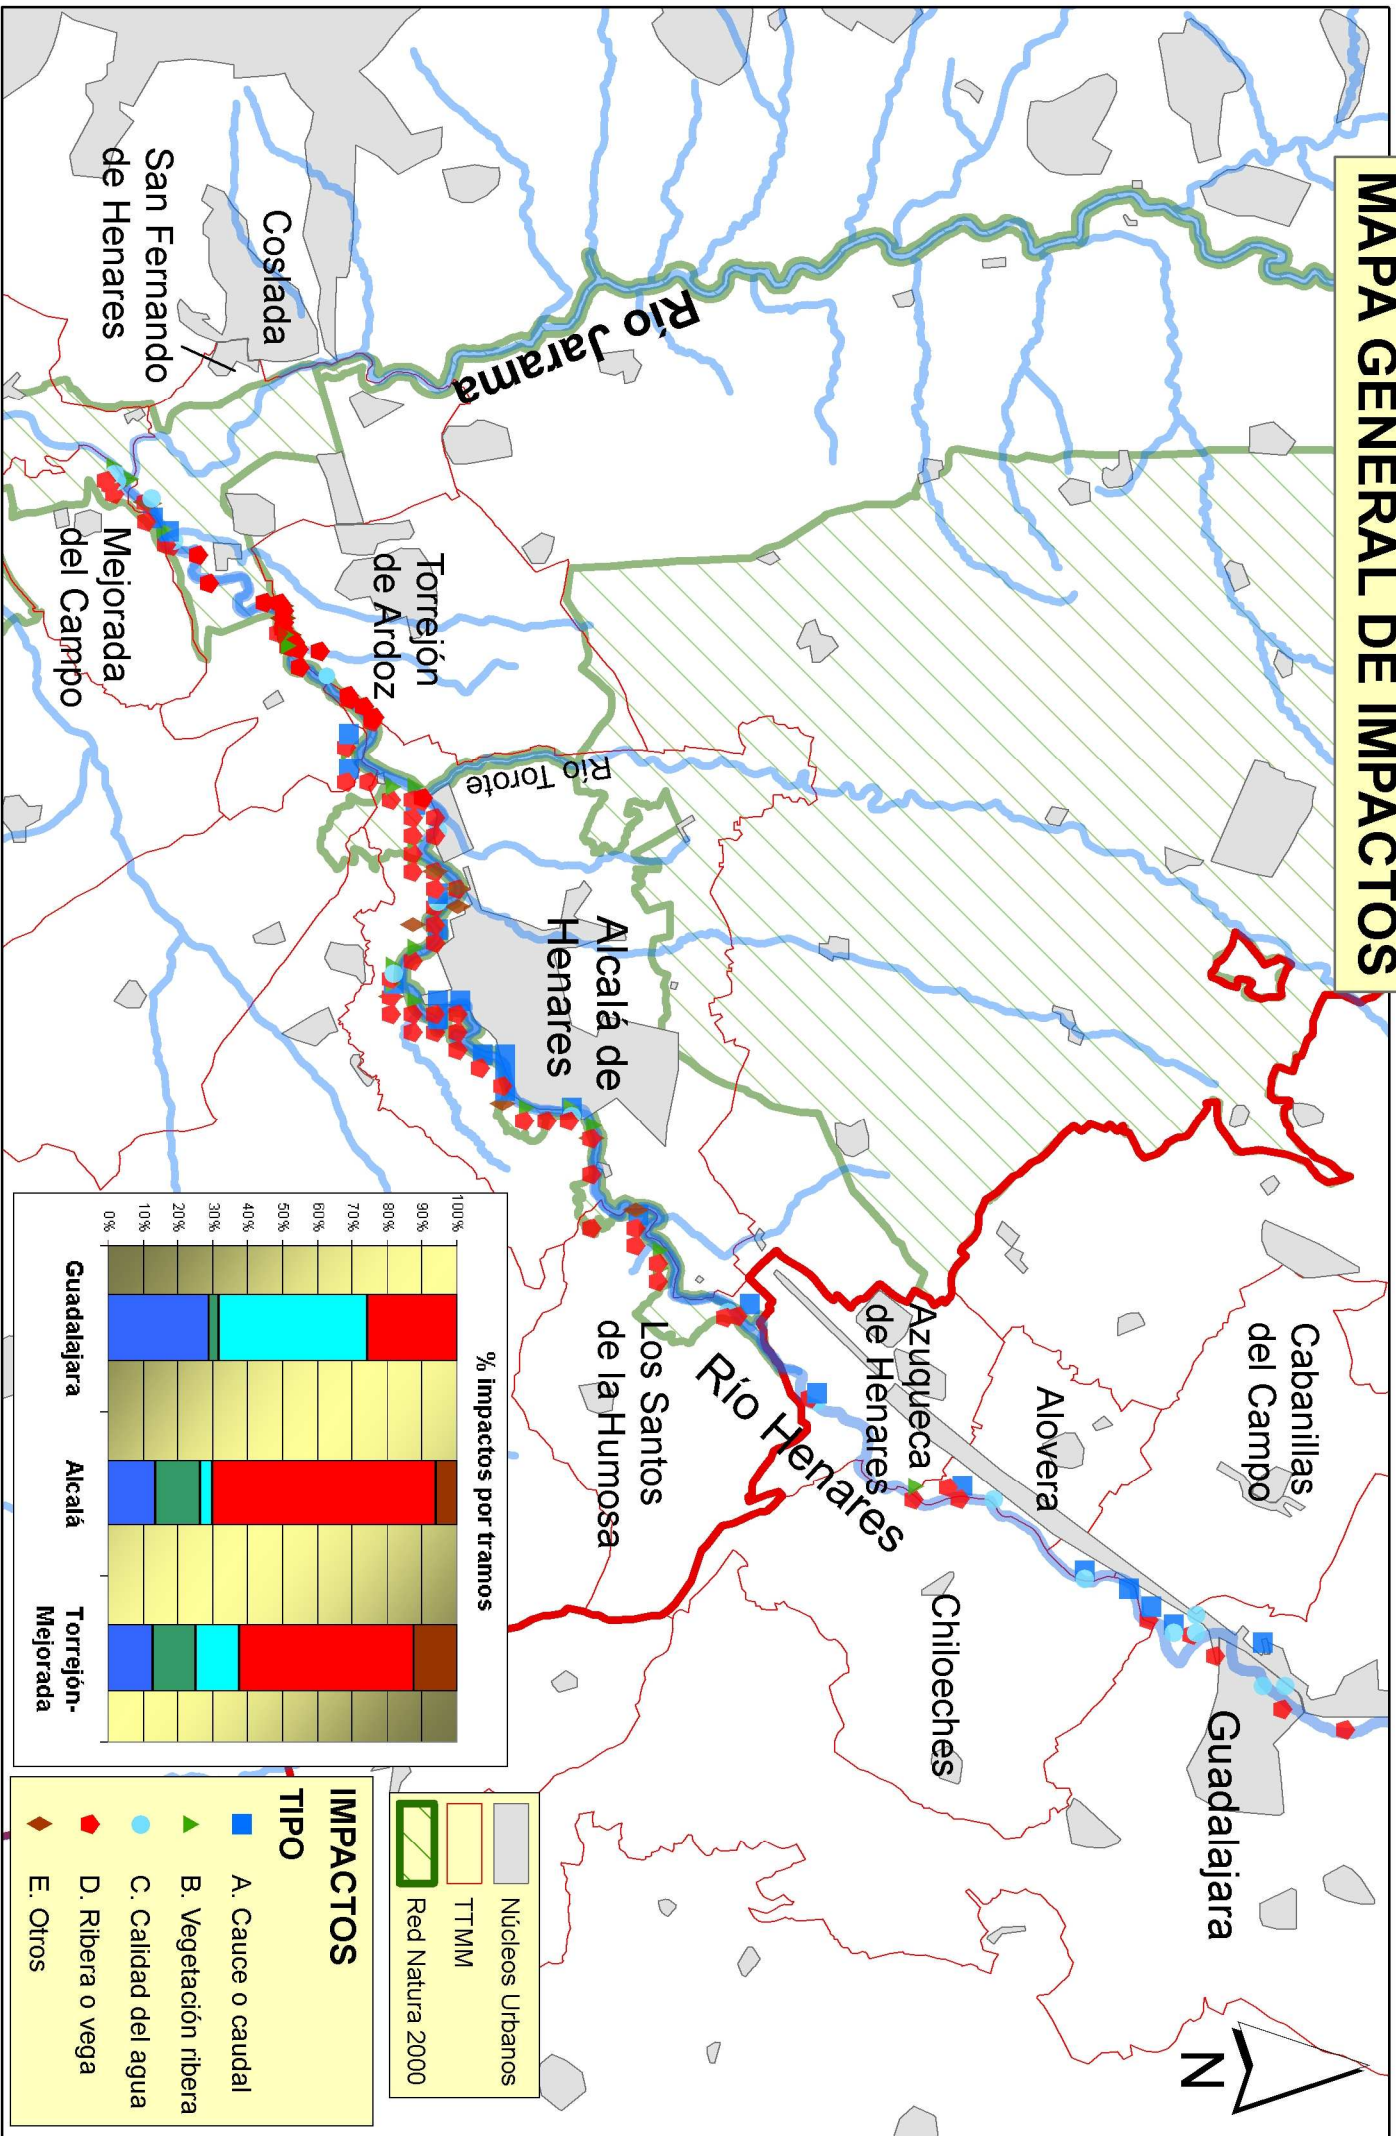 MAPA GENERAL DE IMPACTOS
Cabanillas
del Campo
Guadalajara
Alovera
Azuqueca
de Henares
Chiloeches
Río Henares
Río Jarama
Río Torote
Alcalá de
Henares
Los Santos
de la Humosa
Torrejón
de Ardoz
Coslada
San Fernando
de Henares
Mejorada
del Campo
N
% impactos por tramos
100%
90%
80%
70%
60%
50%
40%
30%
20%
10%
0%
Guadalajara
Alcalá
Torrejón-
Mejorada
Núcleos Urbanos
TTMM
Red Natura 2000
IMPACTOS
TIPO
A. Cauce o caudal
B. Vegetación ribera
C. Calidad del agua
D. Ribera o vega
E. Otros